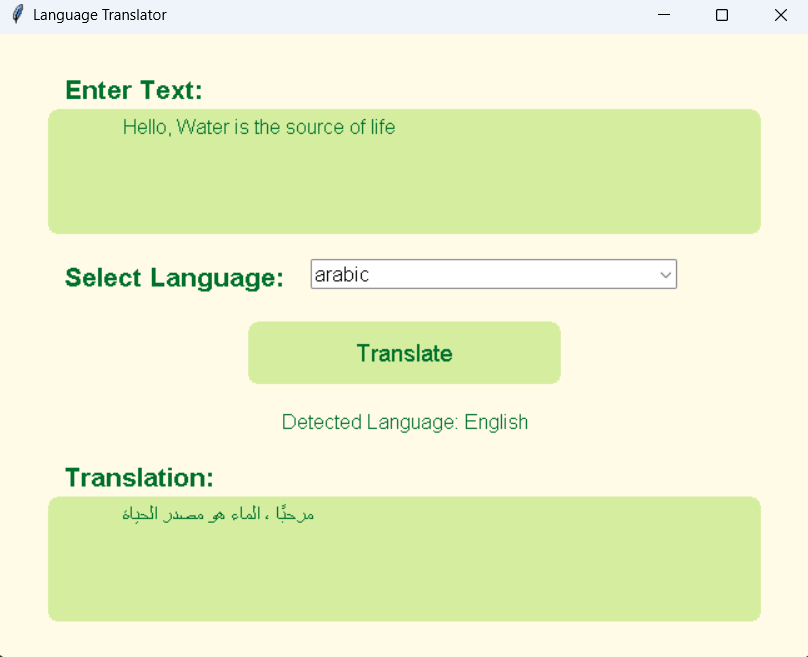 Language Translator
Enter Text:
Hello, Water is the source of life
Select Language:
arabic
Translate
Detected Language: English
Translation:
مرحبًا ، الماء هو مصدر الحياة